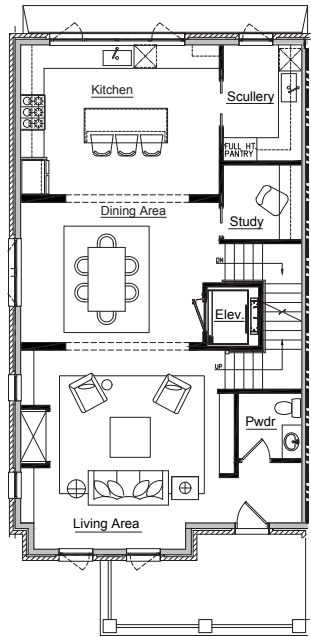 Kitchen
Scullery
FULL HT.
PANTRY
Dining Area
Study
DN
Elev.
UP
Pwdr
Living Area